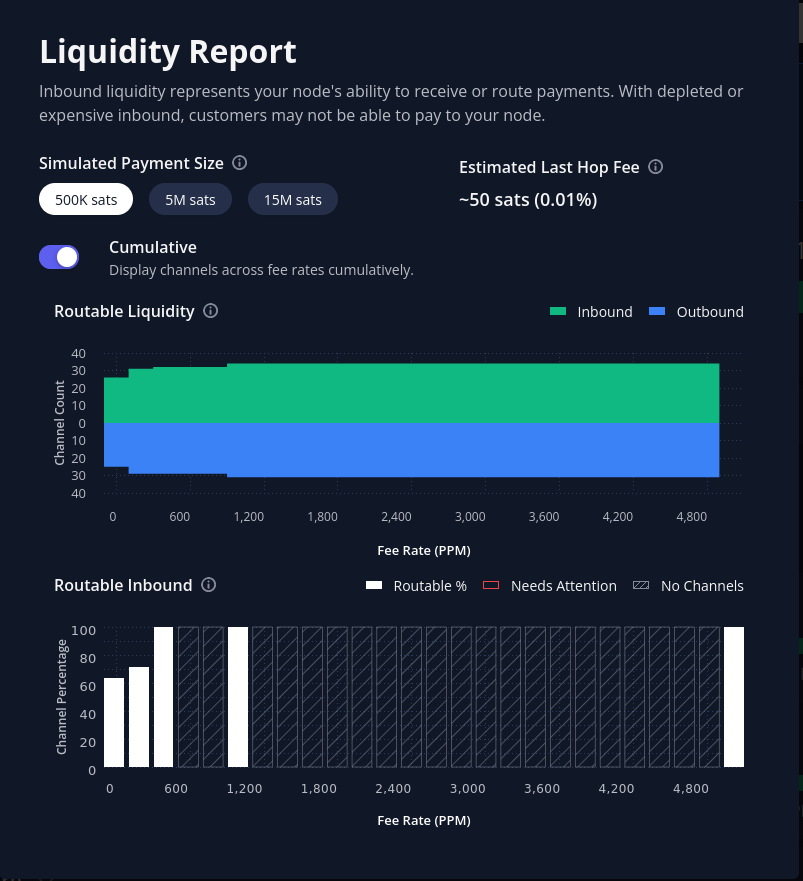 Liquidity Report
Inbound liquidity represents your node's ability to receive or route payments. With depleted or
expensive inbound, customers may not be able to pay to your node.
Simulated Payment Size
500K sats 5M sats 15M sats
Estimated Last Hop Fee
~50 sats (0.01%)
Cumulative
Display channels across fee rates cumulatively.
Routable Liquidity
Inbound Outbound
Channel Count
40
30
20
10
0
10
20
30
40
0 600 1,200 1,800 2,400 3,000 3,600 4,200 4,800
Fee Rate (PPM)
Routable Inbound
Routable % Needs Attention No Channels
Channel Percentage
100
80
60
40
20
0
0 600 1,200 1,800 2,400 3,000 3,600 4,200 4,800
Fee Rate (PPM)